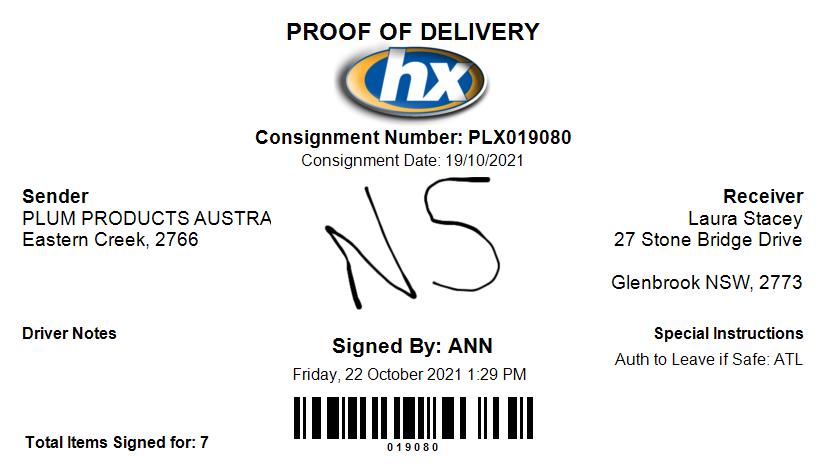 PROOF OF DELIVERY
hx
Consignment Number: PLX019080
Consignment Date: 19/10/2021
Sender
PLUM PRODUCTS AUSTRA
Eastern Creek, 2766
NS
Receiver
Laura Stacey
27 Stone Bridge Drive
Glenbrook NSW, 2773
Driver Notes
Signed By: ANN
Friday, 22 October 2021 1:29 PM
Special Instructions
Auth to Leave if Safe: ATL
Total Items Signed for: 7
019080